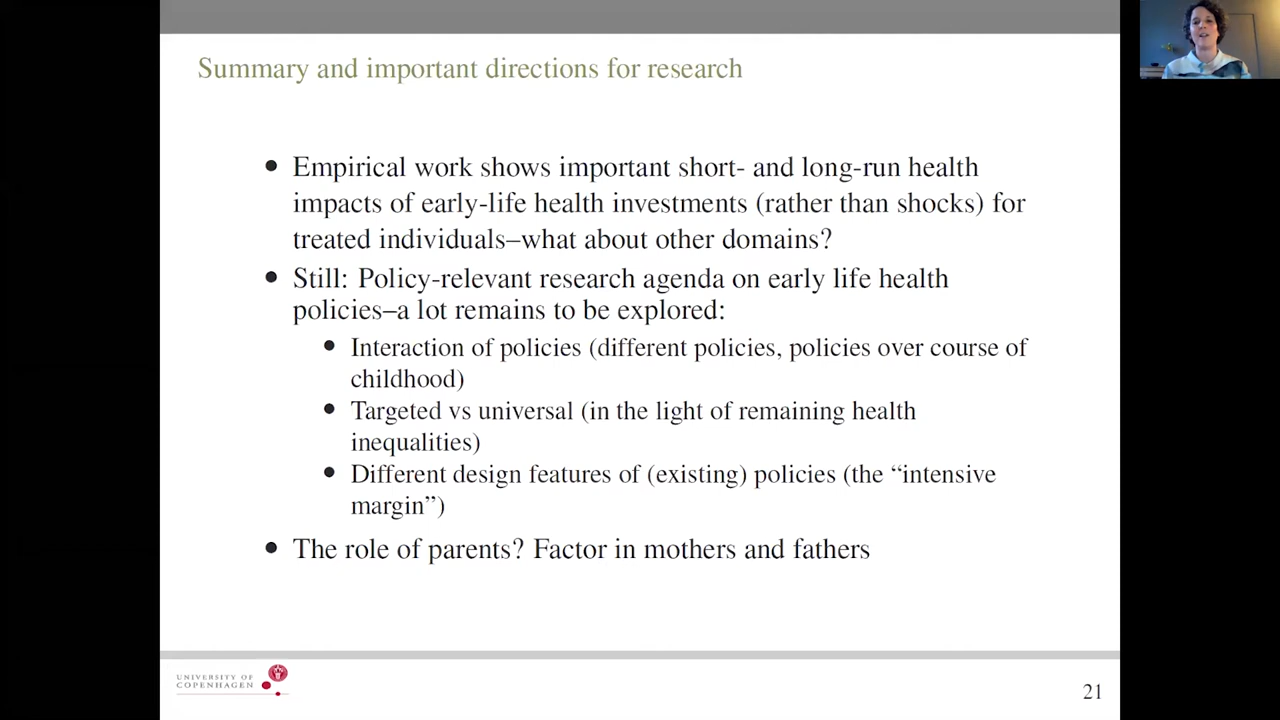 Summary and important directions for research
• Empirical work shows important short- and long-run health
impacts of early-life health investments (rather than shocks) for
treated individuals–what about other domains?
• Still: Policy-relevant research agenda on early life health
policies–a lot remains to be explored:
• Interaction of policies (different policies, policies over course of
childhood)
• Targeted vs universal (in the light of remaining health
inequalities)
• Different design features of (existing) policies (the “intensive
margin”)
• The role of parents? Factor in mothers and fathers
UNIVERSITY OF
COPENHAGEN
21